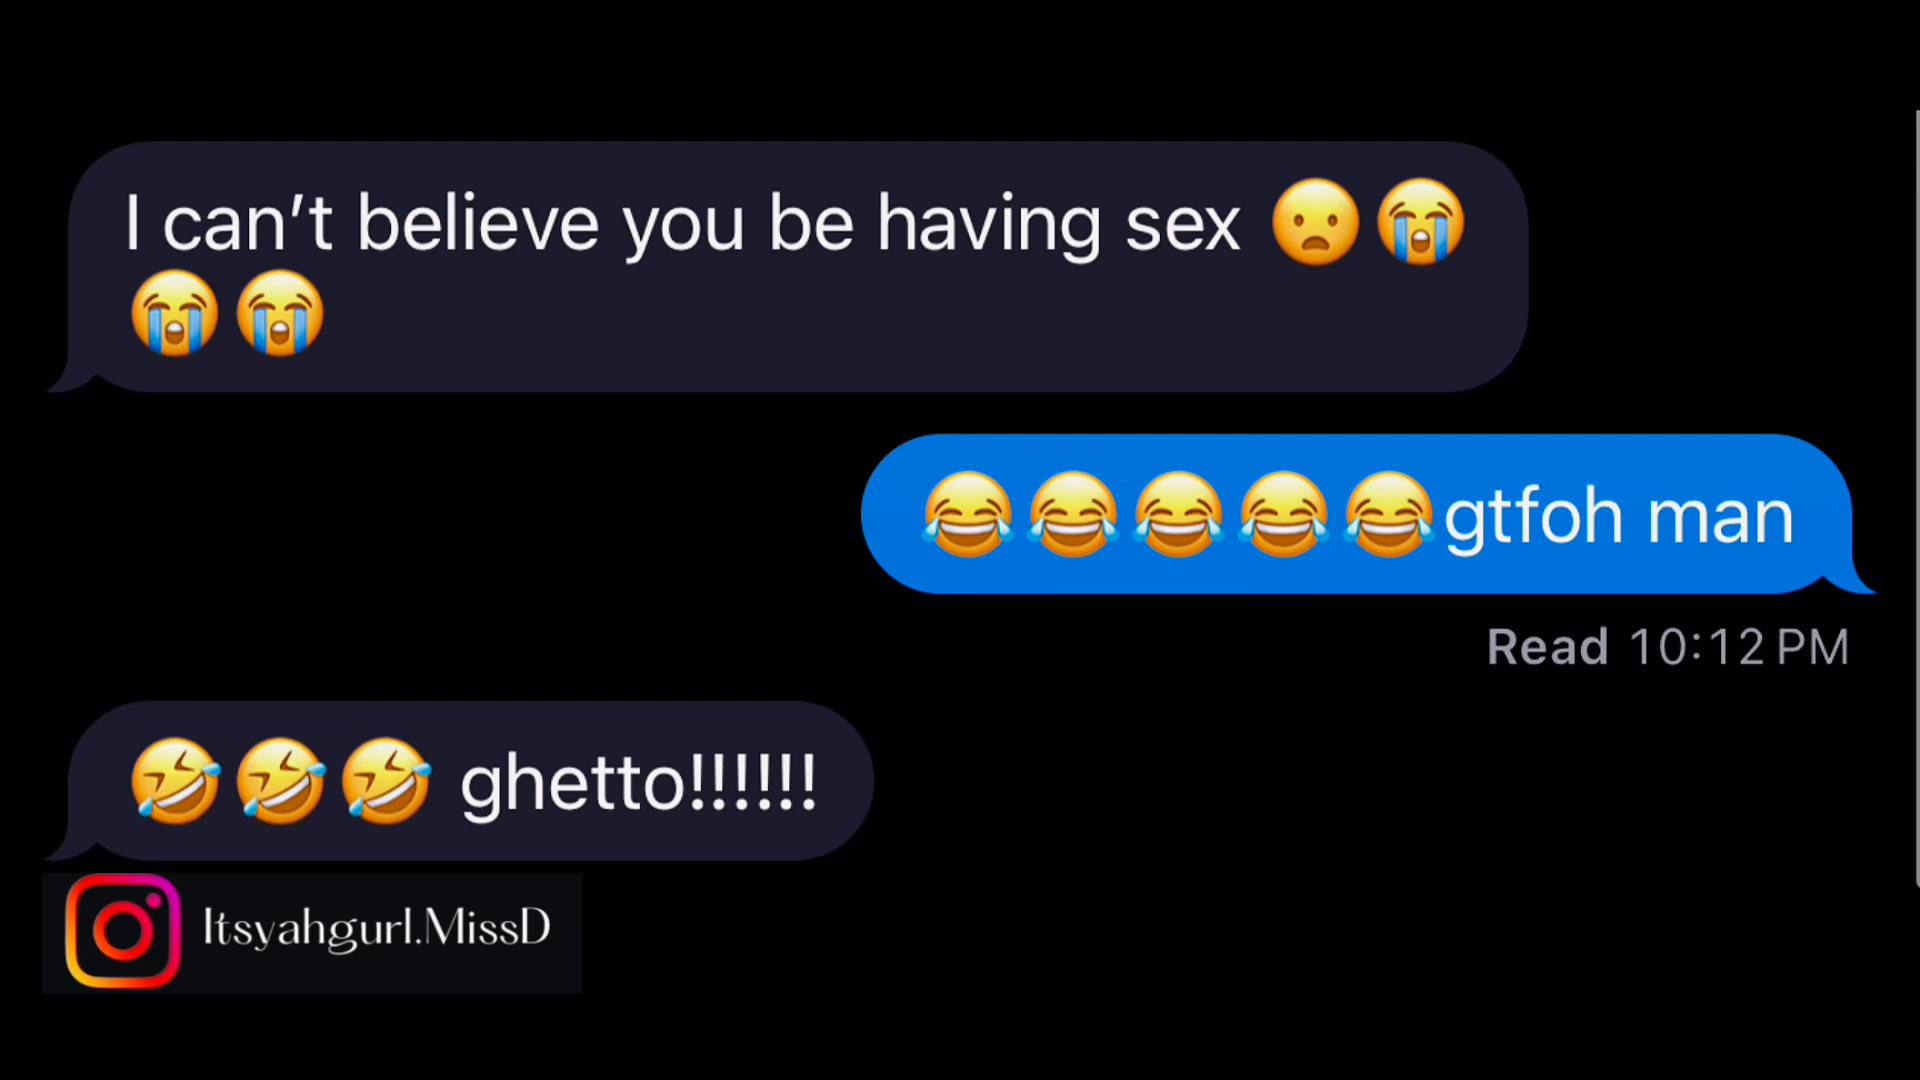 I can’t believe you be having sex 😦😭
😭😭
😂😂😂😂😂gtfoh man
Read 10:12 PM
🤣🤣🤣 ghetto!!!!!!
Itsyahgurl.MissD